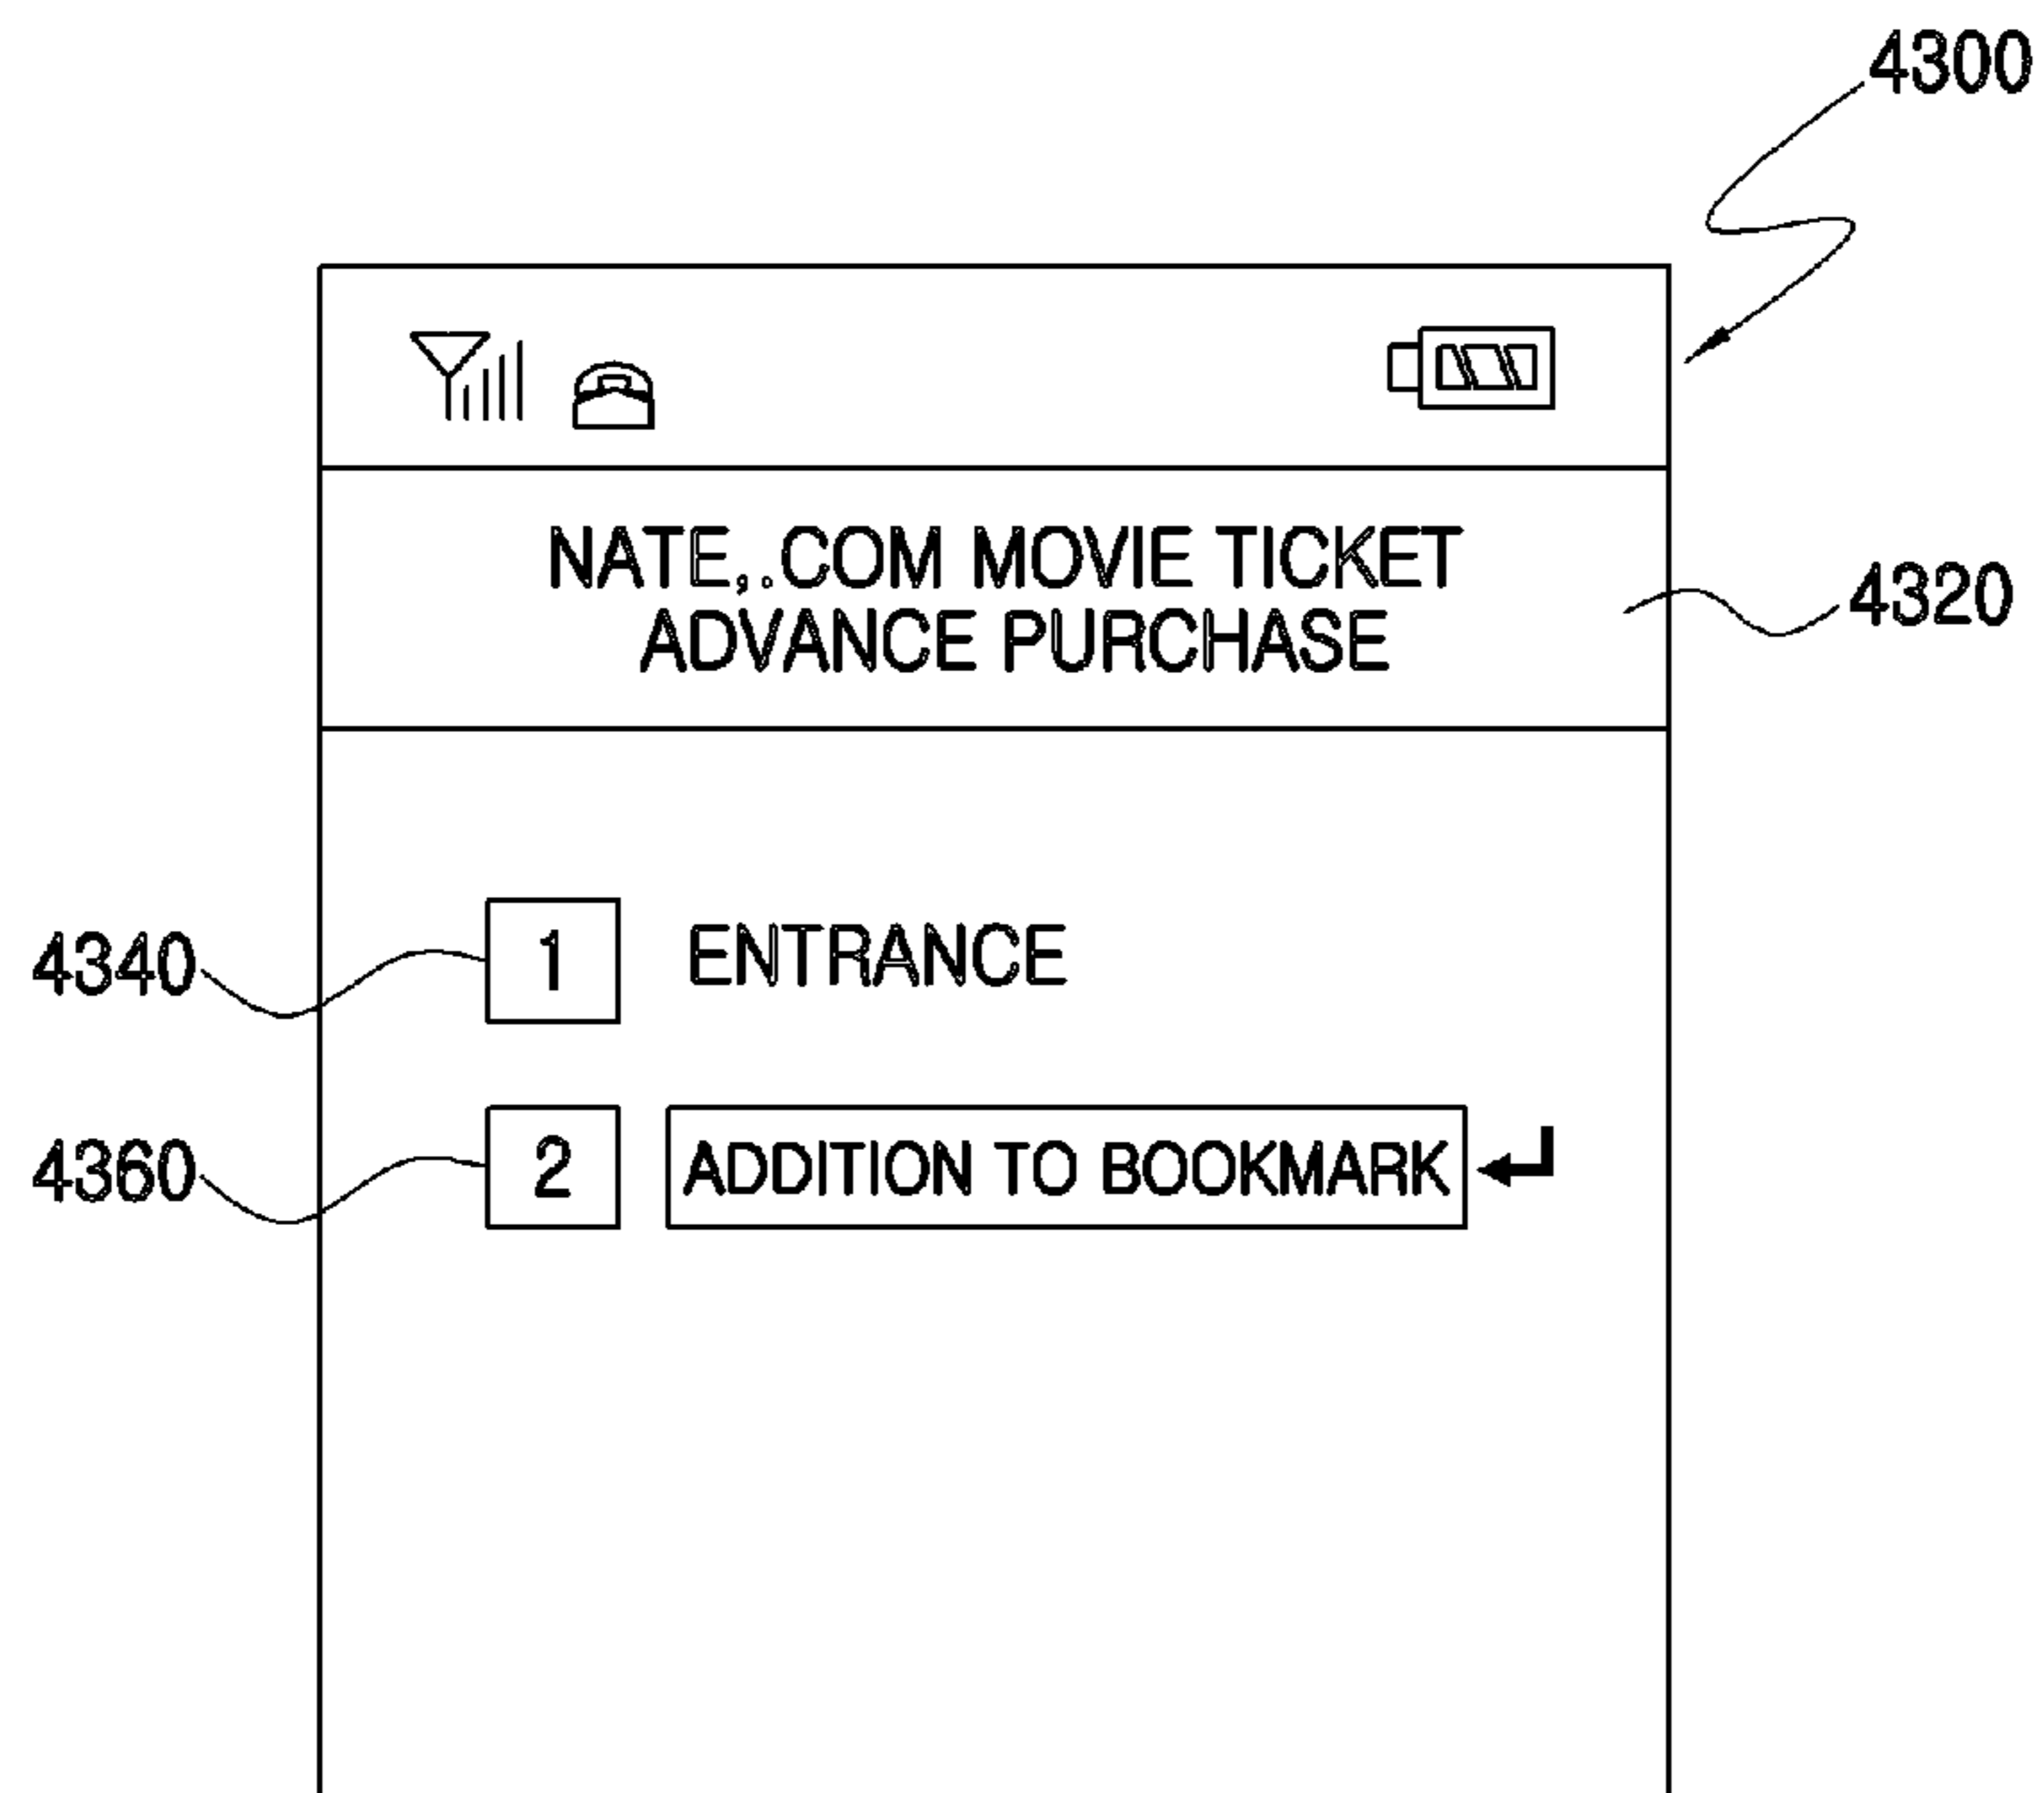 4300
NATE,.COM MOVIE TICKET
ADVANCE PURCHASE
4320
4340
1 ENTRANCE
4360
2 ADDITION TO BOOKMARK